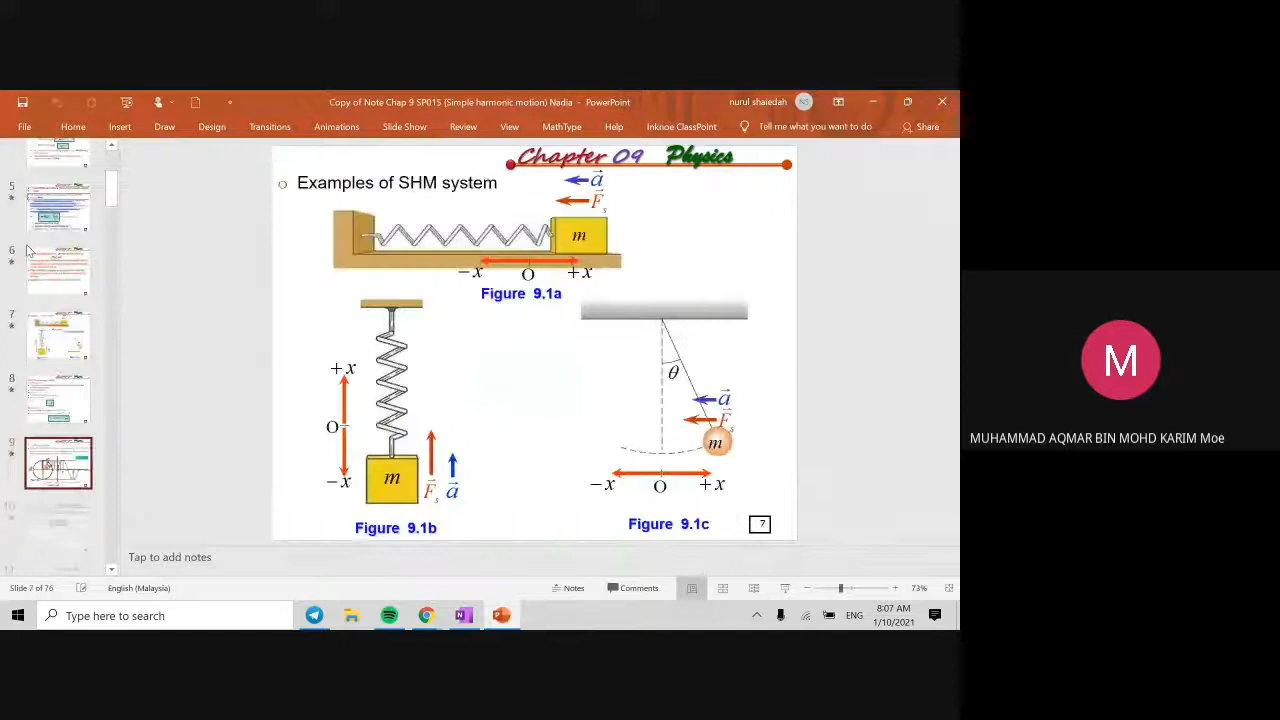 Copy of Note Chap 9 SP015 (Simple harmonic motion) Nadia - PowerPoint
nurul shaiedah
NS
File
Home
Insert
Draw
Design
Transitions
Animations
Slide Show
Review
View
MathType
Help
Inknoe ClassPoint
Tell me what you want to do
Share
Chapter 09 Physics
Examples of SHM system
a
F s
m
−x O +x
Figure 9.1a
+x
O
−x
m
F s a
Figure 9.1b
θ
a
F s
m
−x O +x
Figure 9.1c
7
5
6
7
8
9
10
Tap to add notes
Slide 7 of 76
English (Malaysia)
Notes
Comments
73%
Type here to search
ENG
8:07 AM
1/10/2021
M
MUHAMMAD AQMAR BIN MOHD KARIM Moe